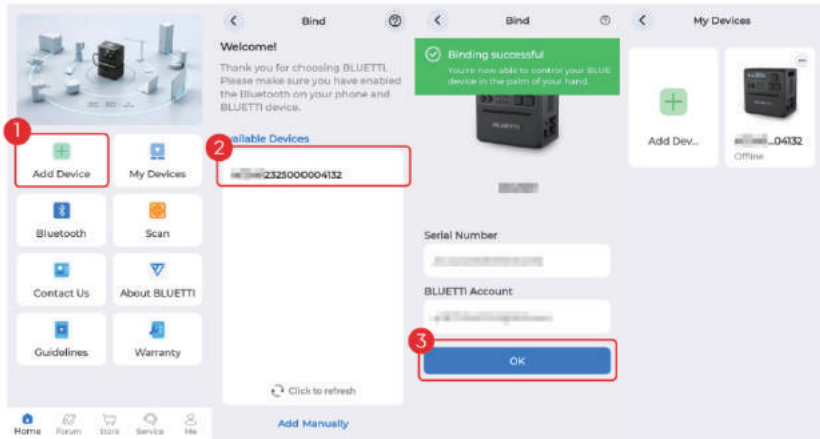 1
Add Device
My Devices
Bluetooth
Scan
Contact Us
About BLUETTI
Guidelines
Warranty
Home
Forum
Store
Service
Me
Bind
Welcome!
Thank you for choosing BLUETTI.
Please make sure you have enabled
the Bluetooth on your phone and
BLUETTI device.
Available Devices
2
2325000004132
Click to refresh
Add Manually
Bind
Binding successful
You're now able to control your BLUE
device in the palm of your hand.
BLUETTI
Serial Number
BLUETTI Account
3
OK
My Devices
Add Dev...
...04132
Offline